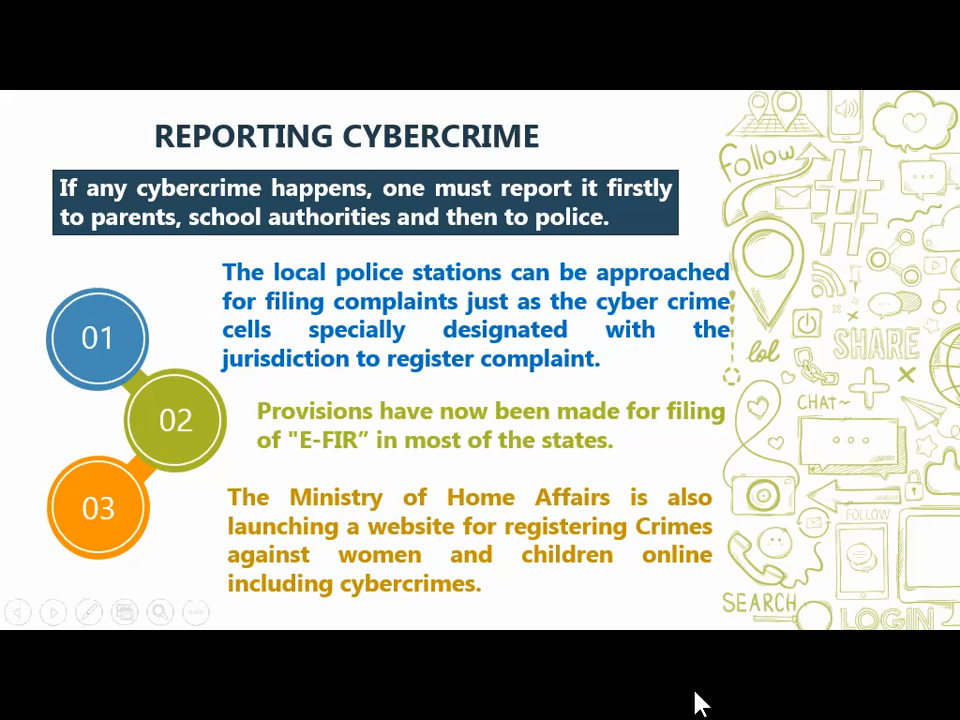 REPORTING CYBERCRIME
If any cybercrime happens, one must report it firstly
to parents, school authorities and then to police.
01
The local police stations can be approached
for filing complaints just as the cyber crime
cells specially designated with the
jurisdiction to register complaint.
02
Provisions have now been made for filing
of "E-FIR” in most of the states.
03
The Ministry of Home Affairs is also
launching a website for registering Crimes
against women and children online
including cybercrimes.
Follow
#
lol
SHARE
CHAT~
FOLLOW
SEARCH
LOGIN